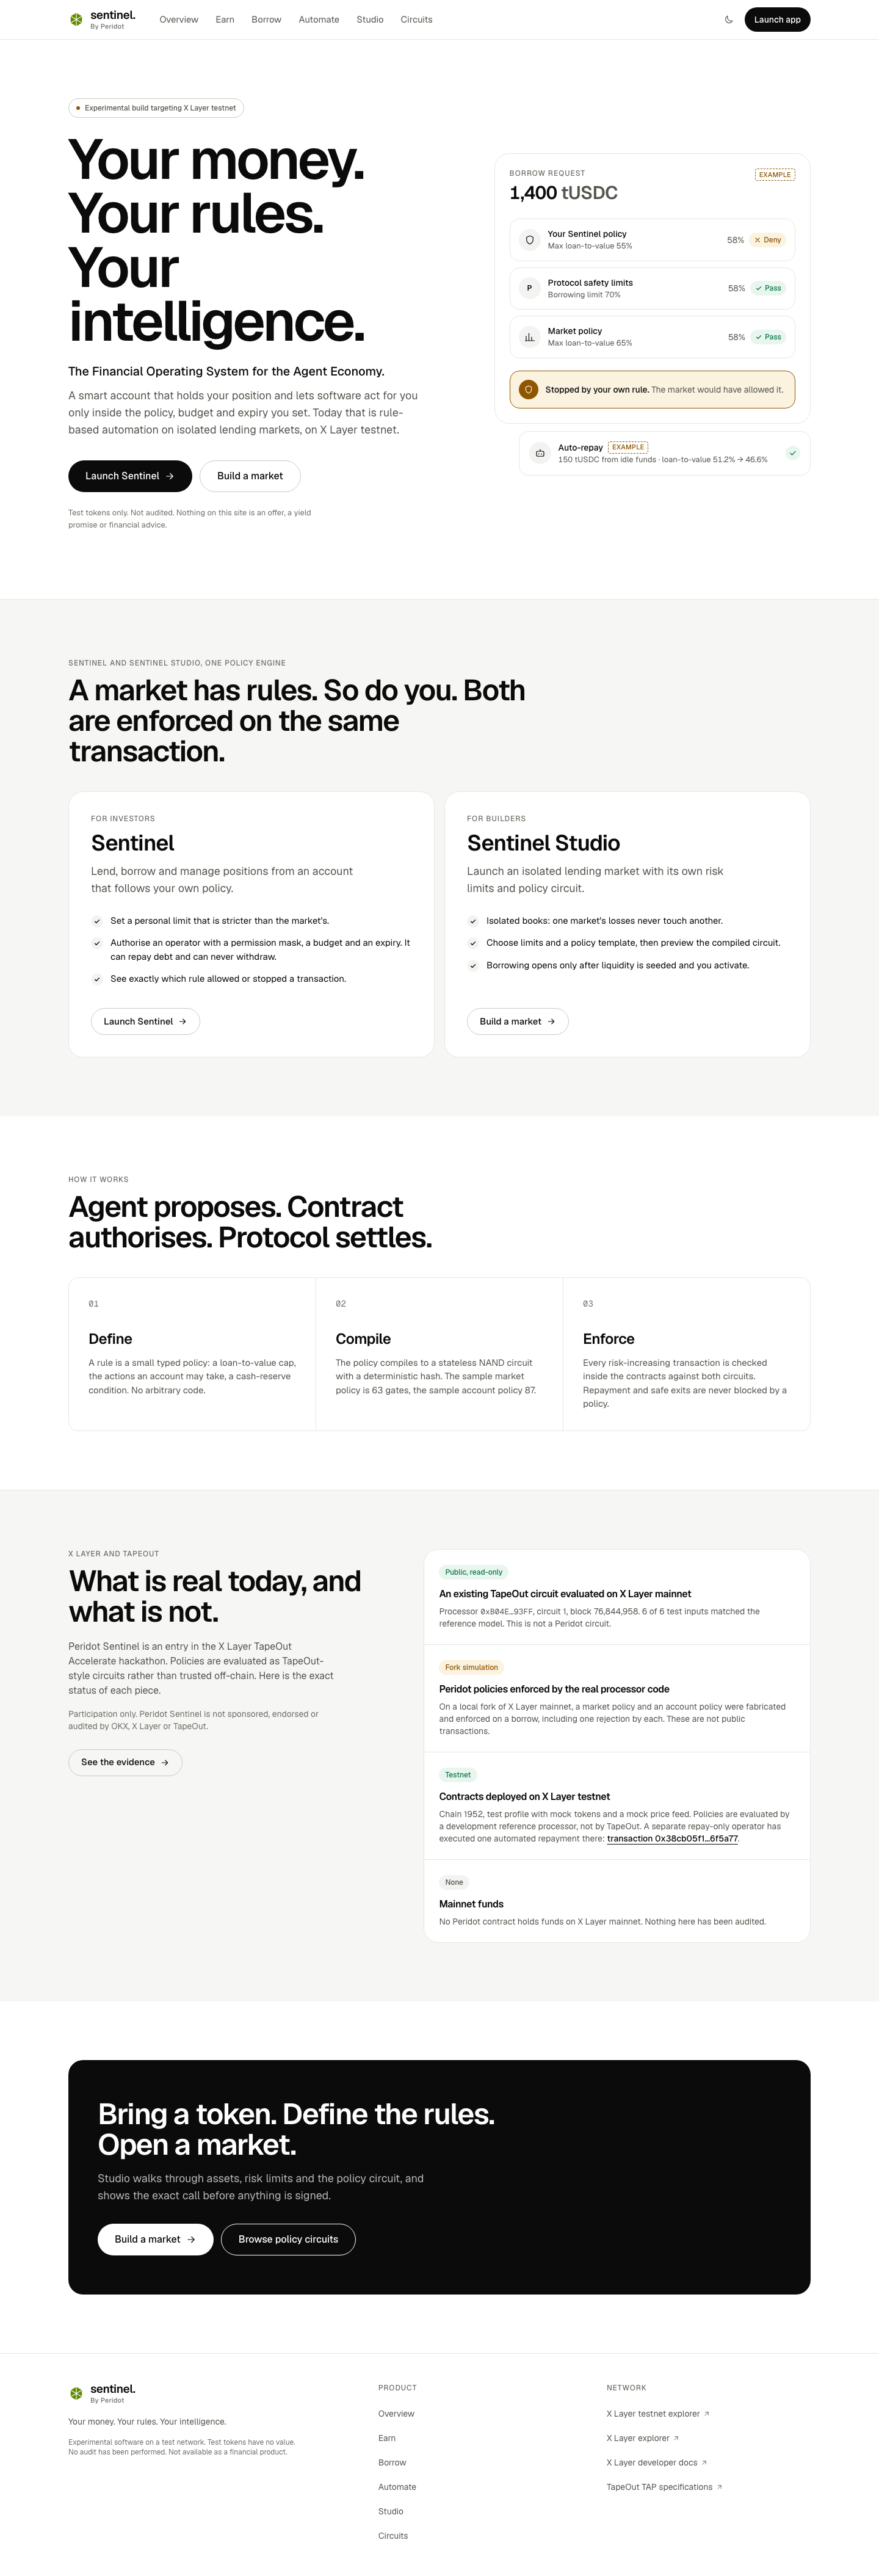 sentinel.
By Peridot
Overview
Earn
Borrow
Automate
Studio
Circuits
Launch app
Experimental build targeting X Layer testnet
Your money.
Your rules.
Your
intelligence.
The Financial Operating System for the Agent Economy.
A smart account that holds your position and lets software act for you
only inside the policy, budget and expiry you set. Today that is rule-
based automation on isolated lending markets, on X Layer testnet.
Launch Sentinel →
Build a market
Test tokens only. Not audited. Nothing on this site is an offer, a yield
promise or financial advice.
BORROW REQUEST
EXAMPLE
1,400 tUSDC
Your Sentinel policy
Max loan-to-value 55%
58%
Deny
P
Protocol safety limits
Borrowing limit 70%
58%
Pass
Market policy
Max loan-to-value 65%
58%
Pass
Stopped by your own rule. The market would have allowed it.
Auto-repay EXAMPLE
150 tUSDC from idle funds · loan-to-value 51.2% → 46.6%
SENTINEL AND SENTINEL STUDIO, ONE POLICY ENGINE
A market has rules. So do you. Both
are enforced on the same
transaction.
FOR INVESTORS
Sentinel
Lend, borrow and manage positions from an account
that follows your own policy.
Set a personal limit that is stricter than the market's.
Authorise an operator with a permission mask, a budget and an expiry. It
can repay debt and can never withdraw.
See exactly which rule allowed or stopped a transaction.
Launch Sentinel →
FOR BUILDERS
Sentinel Studio
Launch an isolated lending market with its own risk
limits and policy circuit.
Isolated books: one market's losses never touch another.
Choose limits and a policy template, then preview the compiled circuit.
Borrowing opens only after liquidity is seeded and you activate.
Build a market →
HOW IT WORKS
Agent proposes. Contract
authorises. Protocol settles.
01
Define
A rule is a small typed policy: a loan-to-value cap,
the actions an account may take, a cash-reserve
condition. No arbitrary code.
02
Compile
The policy compiles to a stateless NAND circuit
with a deterministic hash. The sample market
policy is 63 gates, the sample account policy 87.
03
Enforce
Every risk-increasing transaction is checked
inside the contracts against both circuits.
Repayment and safe exits are never blocked by a
policy.
X LAYER AND TAPEOUT
What is real today, and
what is not.
Peridot Sentinel is an entry in the X Layer TapeOut
Accelerate hackathon. Policies are evaluated as TapeOut-
style circuits rather than trusted off-chain. Here is the exact
status of each piece.
Participation only. Peridot Sentinel is not sponsored, endorsed or
audited by OKX, X Layer or TapeOut.
See the evidence →
Public, read-only
An existing TapeOut circuit evaluated on X Layer mainnet
Processor 0xB04E…93FF, circuit 1, block 76,844,958. 6 of 6 test inputs matched the
reference model. This is not a Peridot circuit.
Fork simulation
Peridot policies enforced by the real processor code
On a local fork of X Layer mainnet, a market policy and an account policy were fabricated
and enforced on a borrow, including one rejection by each. These are not public
transactions.
Testnet
Contracts deployed on X Layer testnet
Chain 1952, test profile with mock tokens and a mock price feed. Policies are evaluated by
a development reference processor, not by TapeOut. A separate repay-only operator has
executed one automated repayment there: transaction 0x38cb05f1…6f5a77.
None
Mainnet funds
No Peridot contract holds funds on X Layer mainnet. Nothing here has been audited.
Bring a token. Define the rules.
Open a market.
Studio walks through assets, risk limits and the policy circuit, and
shows the exact call before anything is signed.
Build a market →
Browse policy circuits
sentinel.
By Peridot
Your money. Your rules. Your intelligence.
Experimental software on a test network. Test tokens have no value.
No audit has been performed. Not available as a financial product.
PRODUCT
Overview
Earn
Borrow
Automate
Studio
Circuits
NETWORK
X Layer testnet explorer ↗
X Layer explorer ↗
X Layer developer docs ↗
TapeOut TAP specifications ↗